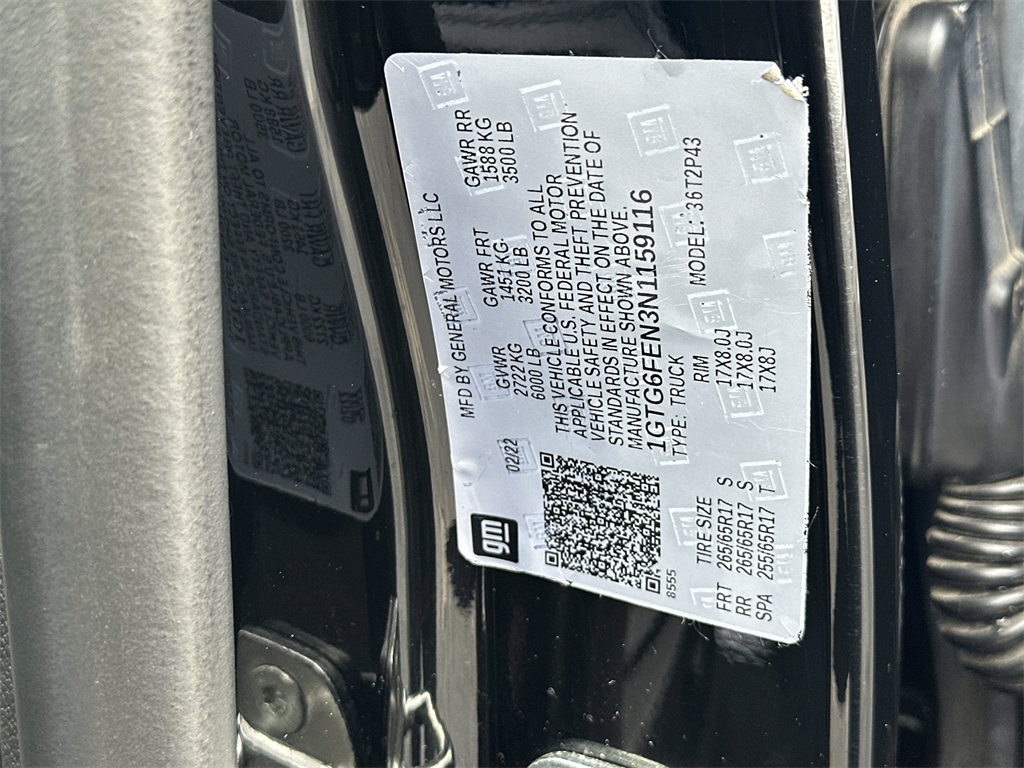 gm
02/22
MFD BY GENERAL MOTORS LLC
GVWR GAWR FRT GAWR RR
2722 KG 1451 KG 1588 KG
6000 LB 3200 LB 3500 LB
THIS VEHICLE CONFORMS TO ALL
APPLICABLE U.S. FEDERAL MOTOR
VEHICLE SAFETY AND THEFT PREVENTION
STANDARDS IN EFFECT ON THE DATE OF
MANUFACTURE SHOWN ABOVE.
1GTG6FEN3N1159116
TYPE: TRUCK MODEL: 36T2P43
8555
TIRE SIZE RIM
FRT 265/65R17 S 17X8.0J
RR 265/65R17 S 17X8.0J
SPA 255/65R17 T 17X8J